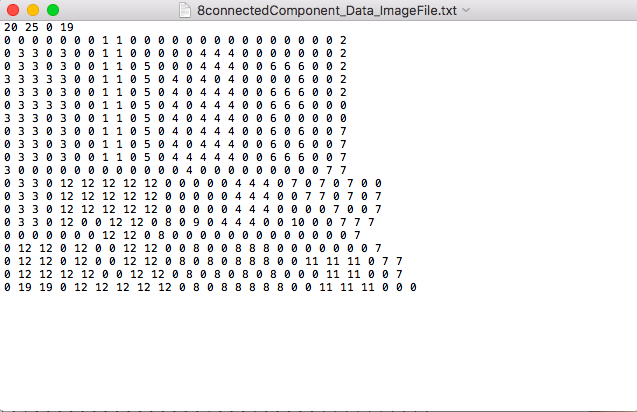 8connectedComponent_Data_ImageFile.txt
20 25 0 19
0 0 0 0 0 0 0 1 1 0 0 0 0 0 0 0 0 0 0 0 0 0 0 0 2
0 3 3 0 3 0 0 1 1 0 0 0 0 0 4 4 4 0 0 0 0 0 0 0 2
0 3 3 0 3 0 0 1 1 0 5 0 0 0 4 4 4 0 0 6 6 6 0 0 2
3 3 3 3 3 0 0 1 1 0 5 0 4 0 4 0 4 0 0 0 0 6 0 0 2
0 3 3 0 3 0 0 1 1 0 5 0 4 4 4 4 4 0 0 6 6 6 0 0 2
0 3 3 3 3 0 0 1 1 0 5 0 4 0 4 4 4 0 0 6 6 6 0 0 0
3 0 0 0 3 0 0 1 1 0 5 0 4 0 4 4 4 0 0 6 0 0 0 0 0
0 3 3 0 3 0 0 1 1 0 5 0 4 0 4 0 4 0 0 6 0 6 0 0 7
0 3 3 0 3 0 0 1 1 0 5 0 4 4 4 4 4 0 0 6 6 6 0 0 7
0 3 3 0 3 0 0 1 1 0 5 0 4 4 4 4 4 0 0 6 6 6 0 0 7
3 0 0 0 0 0 0 0 0 0 0 0 0 4 0 0 0 0 0 0 0 0 0 7 7
0 3 3 0 12 12 12 12 12 0 0 0 0 0 4 4 4 0 7 0 7 0 7 0 0
0 3 3 0 12 12 12 12 12 0 0 0 0 0 4 4 4 0 0 7 7 0 7 0 7
0 3 3 0 12 12 12 12 12 0 0 0 0 0 4 4 4 0 0 0 0 7 0 0 7
0 3 3 0 12 0 0 12 12 0 8 0 9 0 4 4 4 0 0 10 0 0 7 7 7
0 0 0 0 0 0 0 12 12 0 8 0 0 0 0 0 0 0 0 0 0 0 0 0 7
0 12 12 0 12 0 0 12 12 0 0 8 0 0 8 8 8 0 0 0 0 0 0 0 7
0 12 12 0 12 0 0 12 12 0 8 0 8 0 8 8 8 0 0 11 11 11 0 7 7
0 12 12 12 12 0 0 12 12 0 8 0 8 0 8 0 8 0 0 0 11 11 0 0 7
0 19 19 0 12 12 12 12 12 0 8 0 8 8 8 8 8 0 0 11 11 11 0 0 0